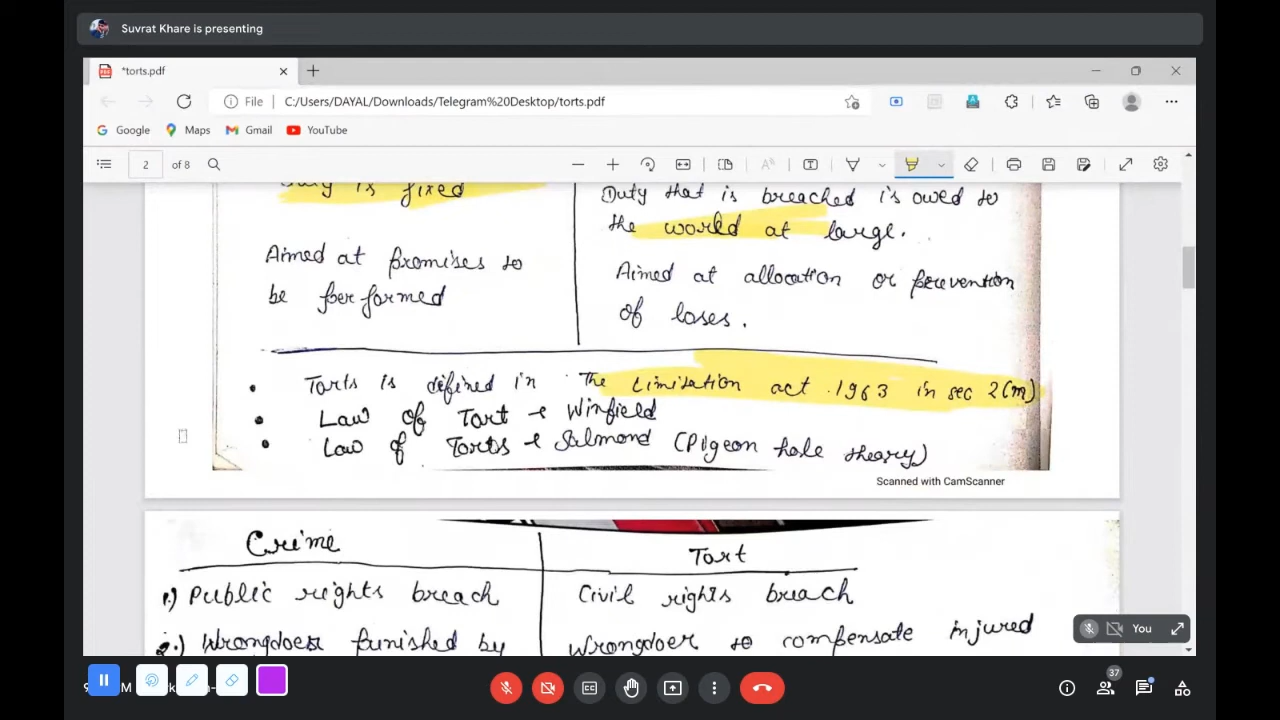 Suvrat Khare is presenting
*torts.pdf
File C:/Users/DAYAL/Downloads/Telegram%20Desktop/torts.pdf
Google Maps Gmail YouTube
2 of 8
Duty is fixed
Duty that is breached is owed to
the world at large.
Aimed at promises to
be performed
Aimed at allocation or prevention
of loses.
• Torts is defined in The Limitation act 1963 in sec 2(m)
• Law of Tort - Winfield
• Law of Torts - Salmond (Pigeon hole theory)
Scanned with CamScanner
Crime Tort
1.) Public rights breach Civil rights breach
2.) Wrongdoer punished by Wrongdoer to compensate injured
You
37